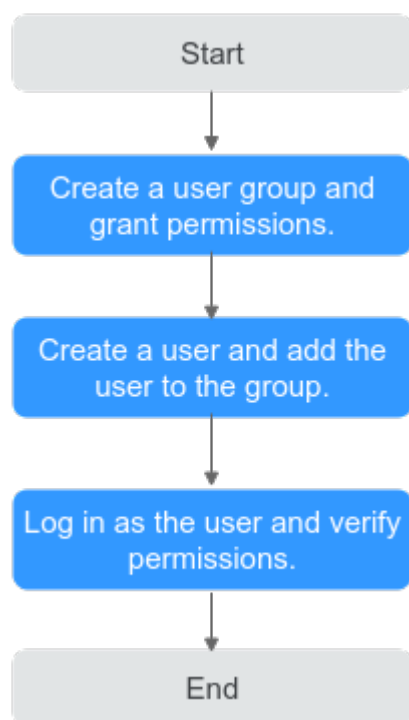 Start
Create a user group and
grant permissions.
Create a user and add the
user to the group.
Log in as the user and verify
permissions.
End